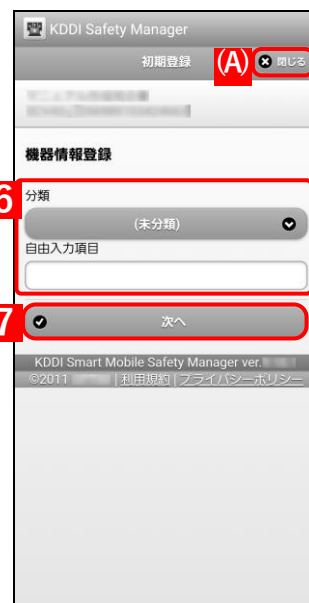 KDDI Safety Manager
初期登録 (A) 閉じる
機器情報登録
6
分類
(未分類)
自由入力項目
7 次へ
KDDI Smart Mobile Safety Manager ver.
©2011 | 利用規約 | プライバシーポリシー